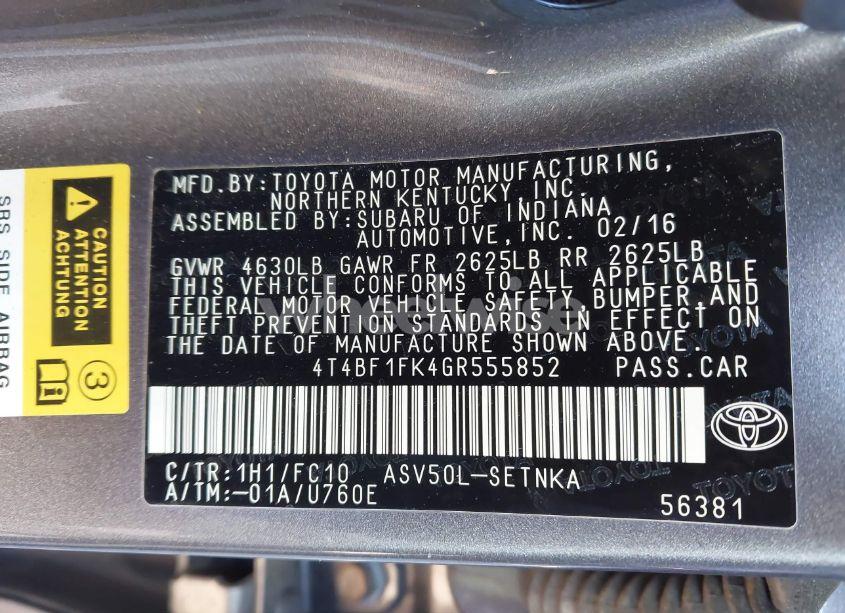 SRS SIDE AIRBAG
CAUTION
ATTENTION
ACHTUNG
3
MFD.BY:TOYOTA MOTOR MANUFACTURING,
NORTHERN KENTUCKY, INC.
ASSEMBLED BY:SUBARU OF INDIANA
AUTOMOTIVE,INC. 02/16
GVWR 4630LB GAWR FR 2625LB RR 2625LB
THIS VEHICLE CONFORMS TO ALL APPLICABLE
FEDERAL MOTOR VEHICLE SAFETY, BUMPER,AND
THEFT PREVENTION STANDARDS IN EFFECT ON
THE DATE OF MANUFACTURE SHOWN ABOVE.
4T4BF1FK4GR555852 PASS.CAR
C/TR:1H1/FC10 ASV50L-SETNKA
A/TM:-01A/U760E
56381
wheelwise